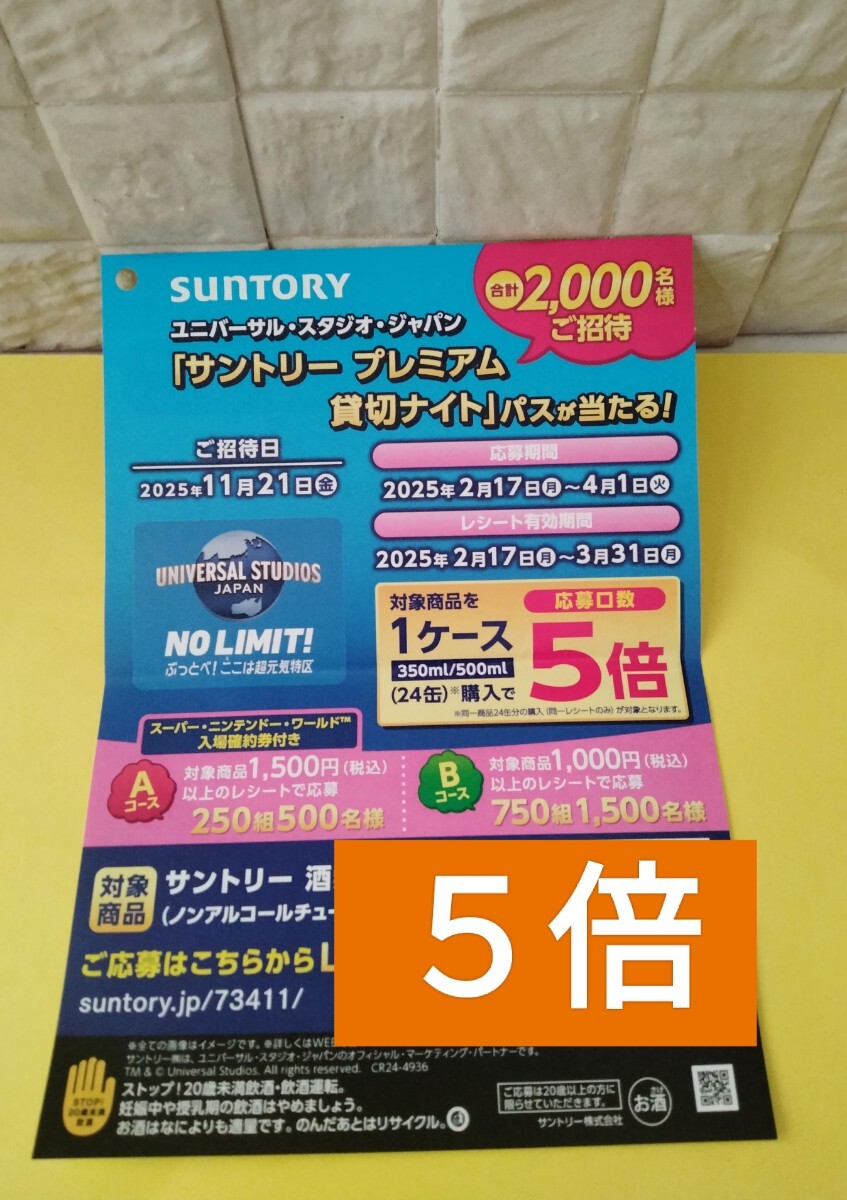 SUNTORY
合計2,000名様
ご招待
ユニバーサル・スタジオ・ジャパン
「サントリー プレミアム
貸切ナイト」パスが当たる!
ご招待日
2025年11月21日金
応募期間
2025年2月17日月～4月1日火
レシート有効期間
2025年2月17日月～3月31日月
UNIVERSAL STUDIOS
JAPAN
NO LIMIT!
ぶっとべ!ここは超元気特区
対象商品を
1ケース
350ml/500ml
(24缶)※購入で
応募口数
5倍
※同一商品24缶分の購入(同一レシートのみ)が対象となります。
スーパー・ニンテンドー・ワールド™
入場確約券付き
Aコース
対象商品1,500円(税込)
以上のレシートで応募
250組500名様
Bコース
対象商品1,000円(税込)
以上のレシートで応募
750組1,500名様
対象商品
サントリー 酒
(ノンアルコールチュー
ご応募はこちらから
suntory.jp/73411/
５倍
※全ての画像はイメージです。※詳しくはWEB
サントリー㈱は、ユニバーサル・スタジオ・ジャパンのオフィシャル・マーケティング・パートナーです。
TM & © Universal Studios. All rights reserved. CR24-4936
STOP!
20歳未満
飲酒
ストップ!20歳未満飲酒・飲酒運転。
妊娠中や授乳期の飲酒はやめましょう。
お酒はなによりも適量です。のんだあとはリサイクル。
ご応募は20歳以上の方に
限らせていただきます。
お酒
サントリー株式会社